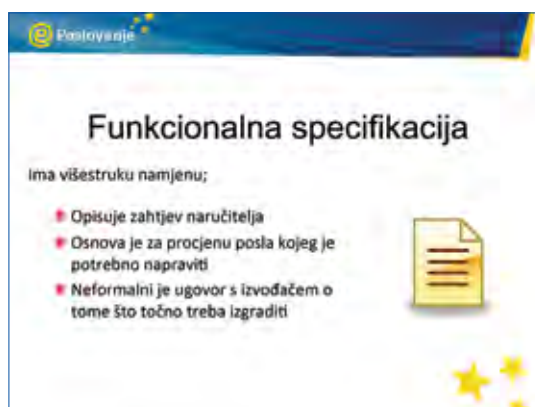 e Poslovanje
Funkcionalna specifikacija
Ima višestruku namjenu;
Opisuje zahtjev naručitelja
Osnova je za procjenu posla kojeg je
potrebno napraviti
Neformalni je ugovor s izvođačem o
tome što točno treba izgraditi